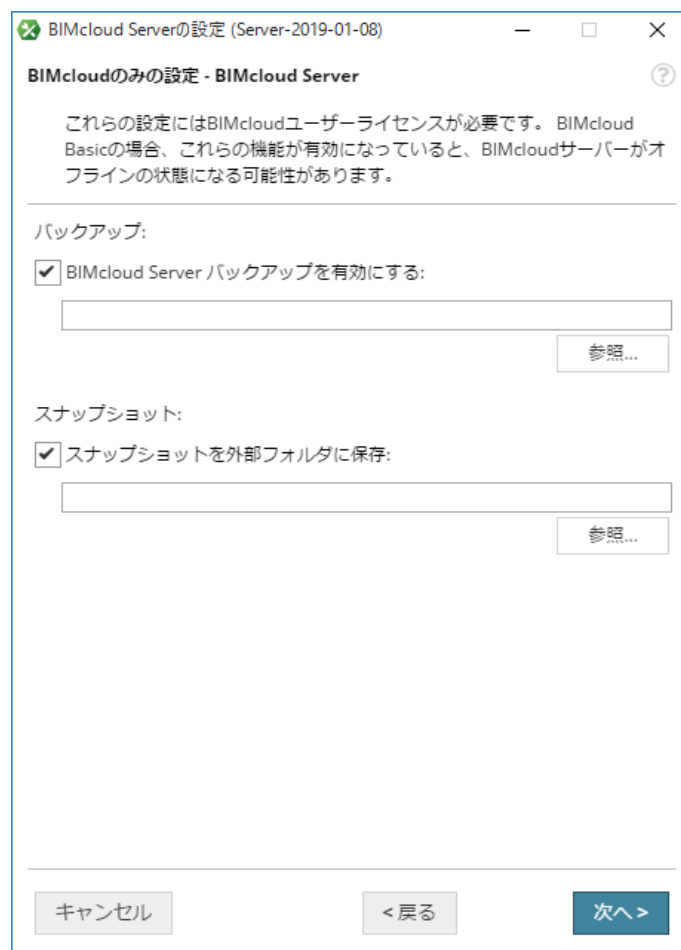 BIMcloud Serverの設定 (Server-2019-01-08)
BIMcloudのみの設定 - BIMcloud Server
?
これらの設定にはBIMcloudユーザーライセンスが必要です。 BIMcloud
Basicの場合、これらの機能が有効になっていると、BIMcloudサーバーがオ
フラインの状態になる可能性があります。
バックアップ:
BIMcloud Server バックアップを有効にする:
参照...
スナップショット:
スナップショットを外部フォルダに保存:
参照...
キャンセル
<戻る
次へ>